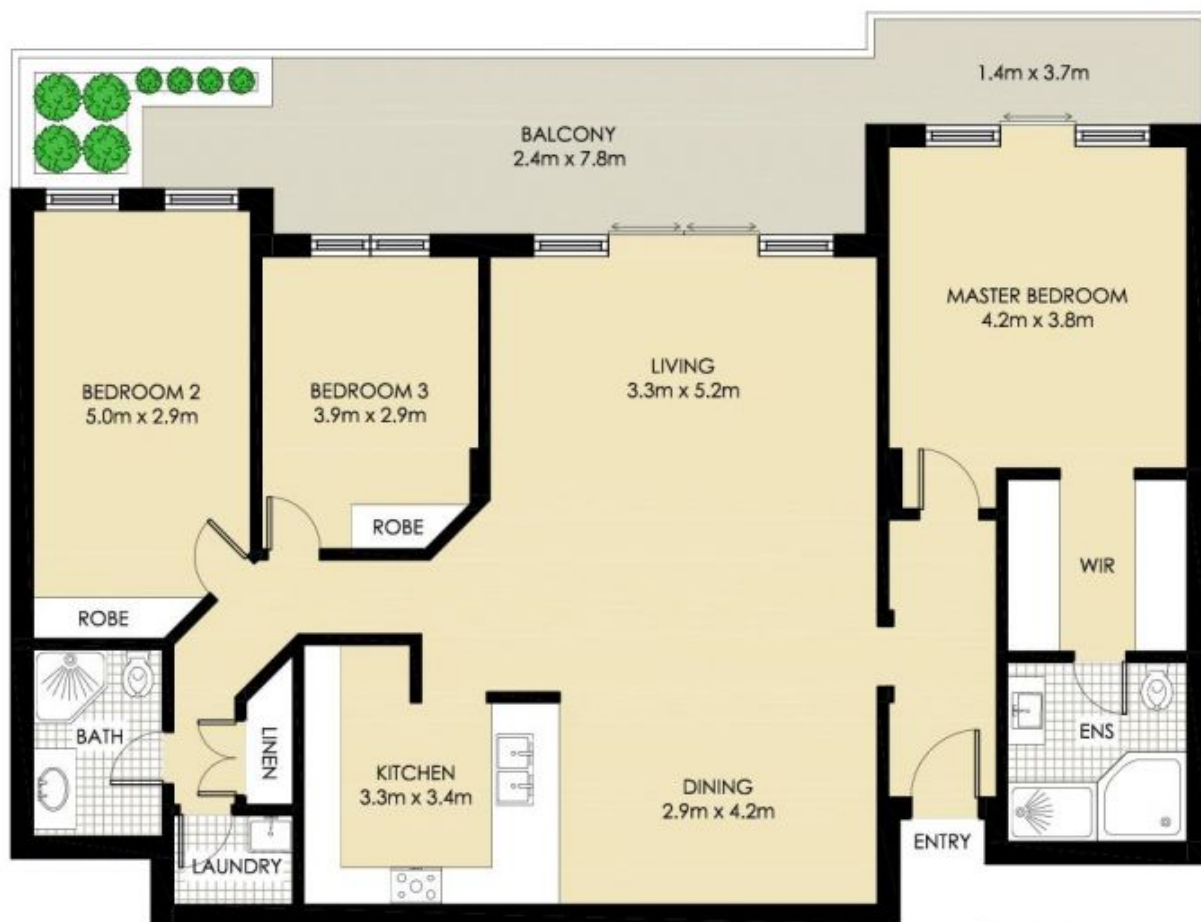 1.4m x 3.7m
BALCONY
2.4m x 7.8m
MASTER BEDROOM
4.2m x 3.8m
LIVING
3.3m x 5.2m
BEDROOM 2
5.0m x 2.9m
BEDROOM 3
3.9m x 2.9m
ROBE
WIR
ROBE
BATH
LINEN
ENS
KITCHEN
3.3m x 3.4m
DINING
2.9m x 4.2m
ENTRY
LAUNDRY